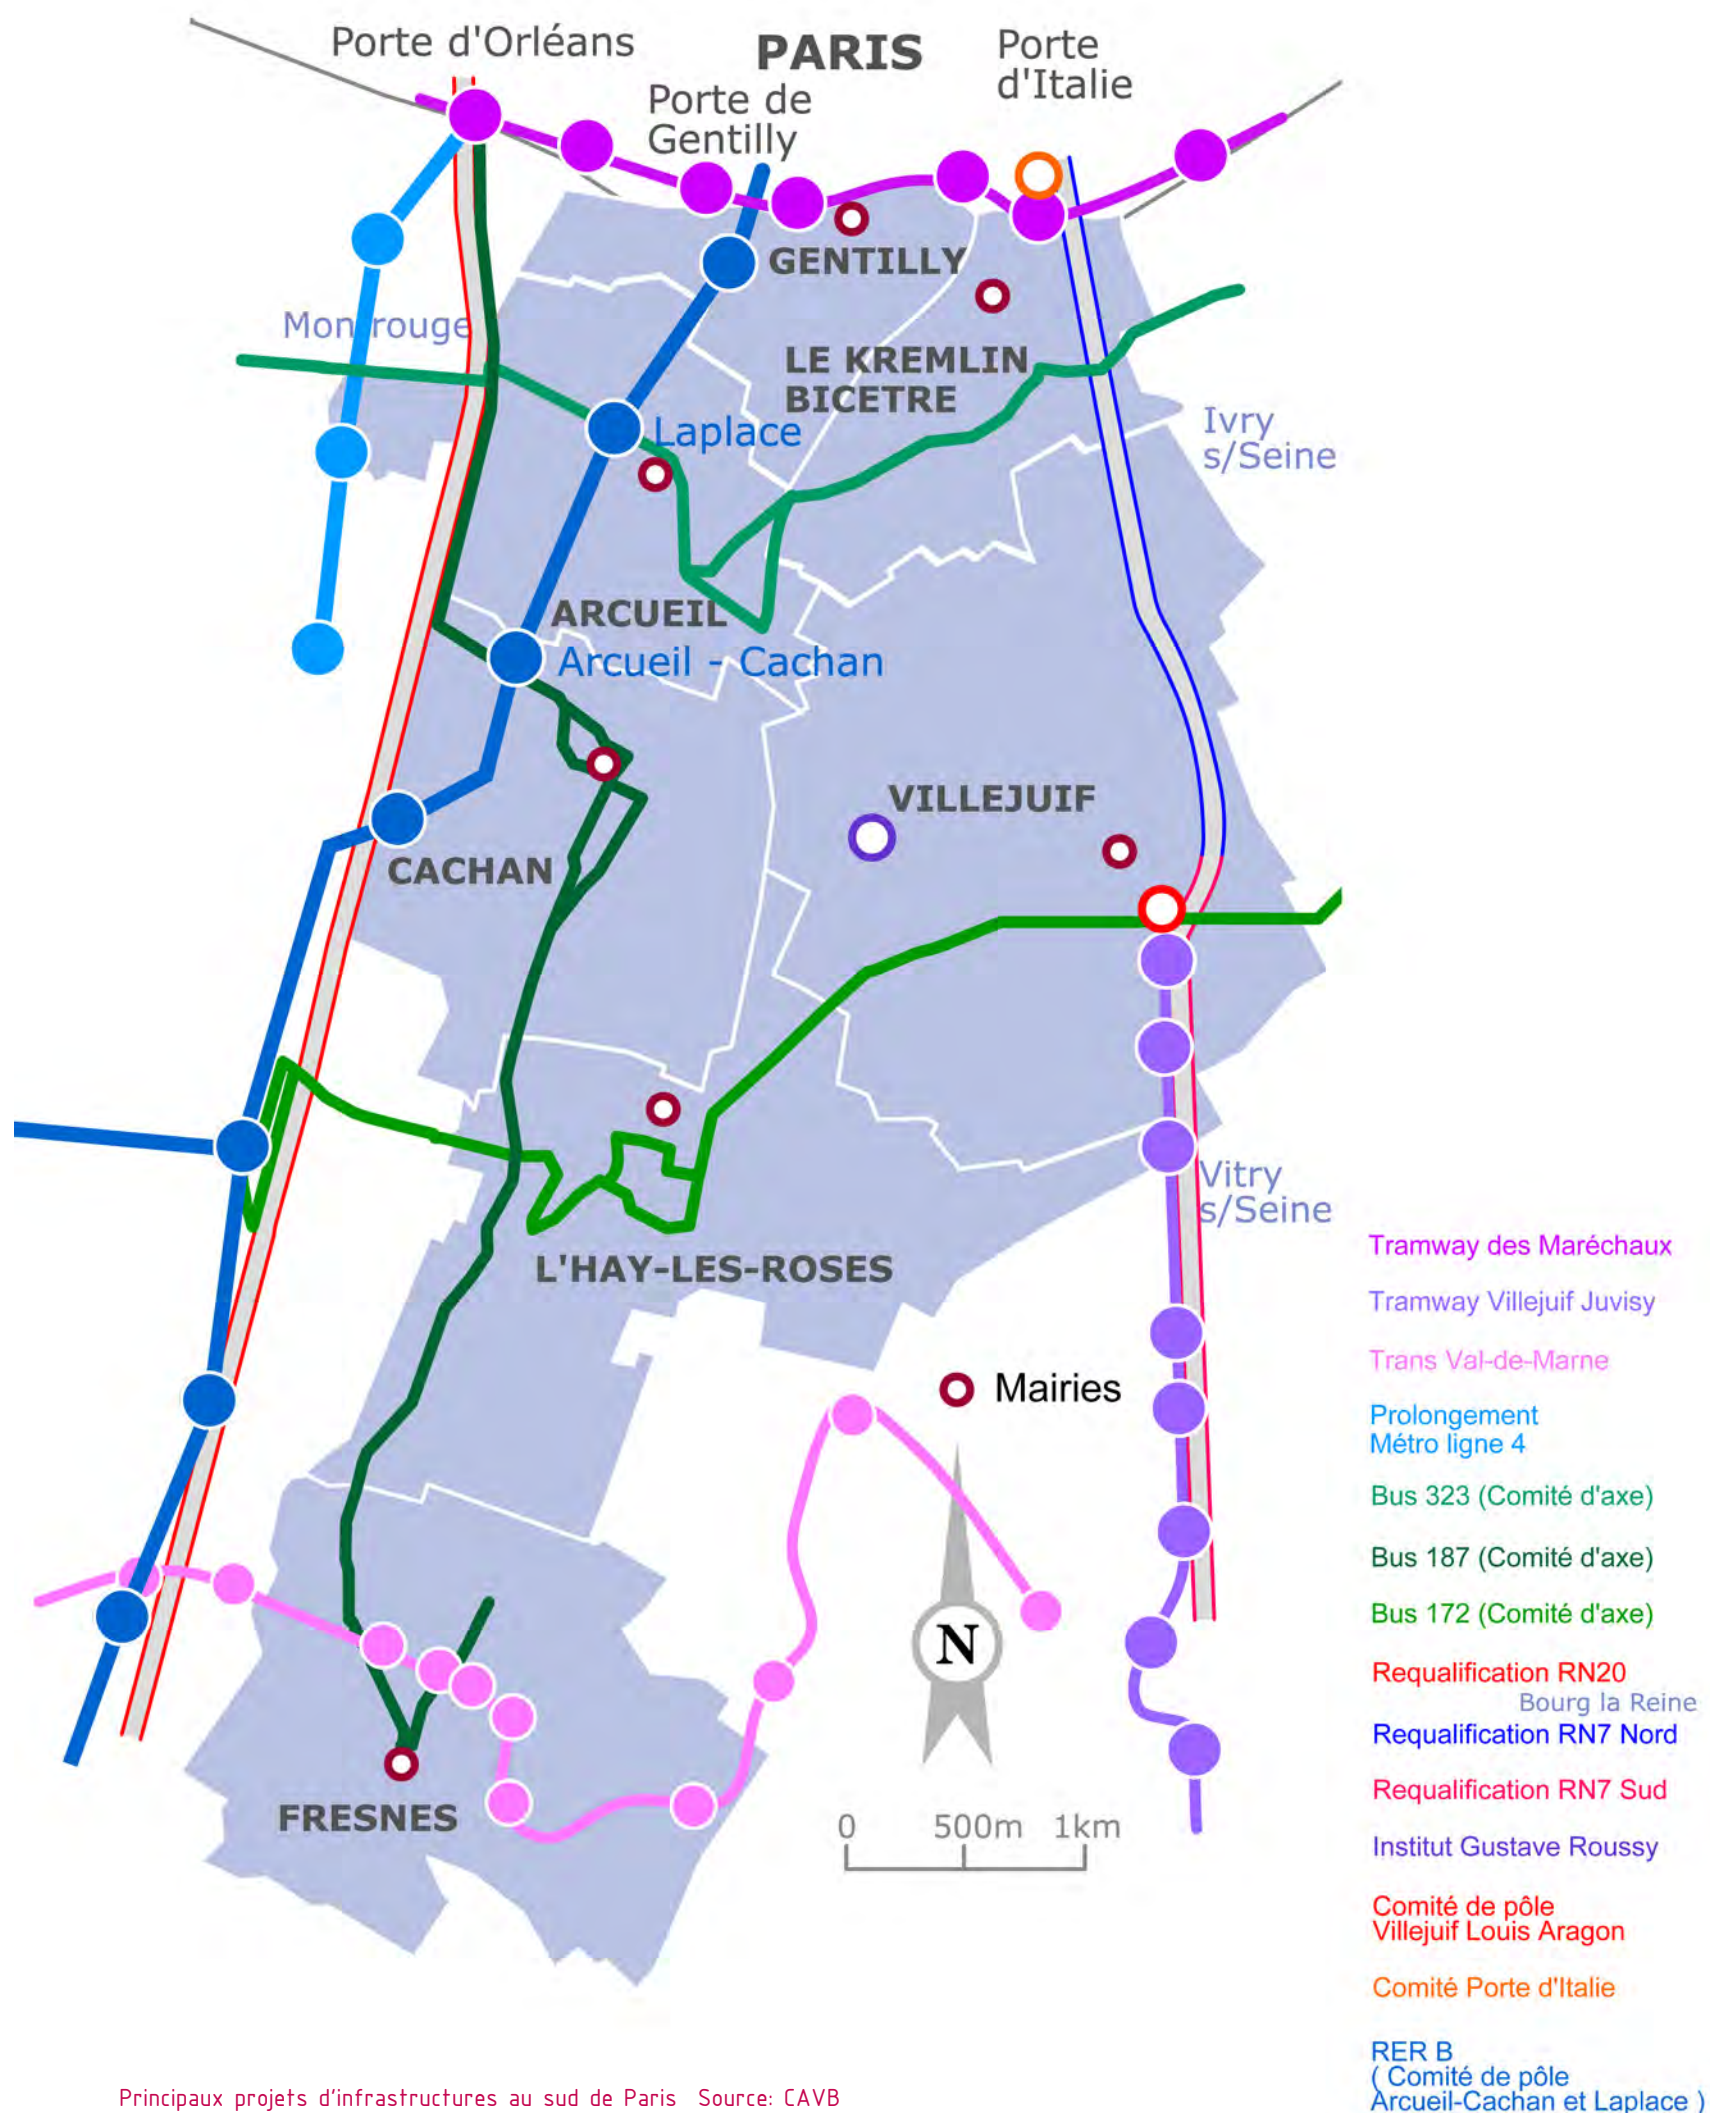 Porte d'Orléans
PARIS
Porte
d'Italie
Porte de
Gentilly
GENTILLY
Montrouge
LE KREMLIN
BICETRE
Ivry
s/Seine
Laplace
ARCUEIL
Arcueil - Cachan
VILLEJUIF
CACHAN
Vitry
s/Seine
L'HAY-LES-ROSES
Mairies
N
FRESNES
0 500m 1km
Tramway des Maréchaux
Tramway Villejuif Juvisy
Trans Val-de-Marne
Prolongement
Métro ligne 4
Bus 323 (Comité d'axe)
Bus 187 (Comité d'axe)
Bus 172 (Comité d'axe)
Requalification RN20
Bourg la Reine
Requalification RN7 Nord
Requalification RN7 Sud
Institut Gustave Roussy
Comité de pôle
Villejuif Louis Aragon
Comité Porte d'Italie
RER B
( Comité de pôle
Arcueil-Cachan et Laplace )
Principaux projets d'infrastructures au sud de Paris Source: CAVB